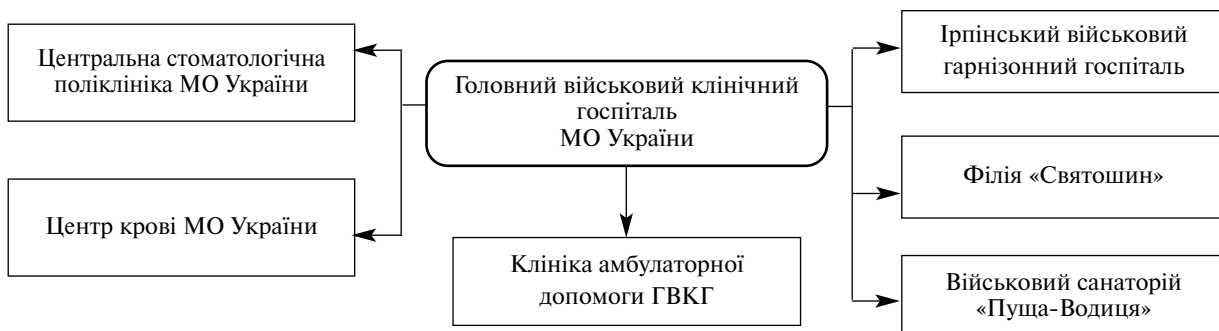 Центральна стоматологічна
поліклініка МО України
Центр крові МО України
Головний військовий клінічний
госпіталь
МО України
Клініка амбулаторної
допомоги ГВКГ
Ірпінський військовий
гарнізонний госпіталь
Філія «Святошин»
Військовий санаторій
«Пуща-Водиця»